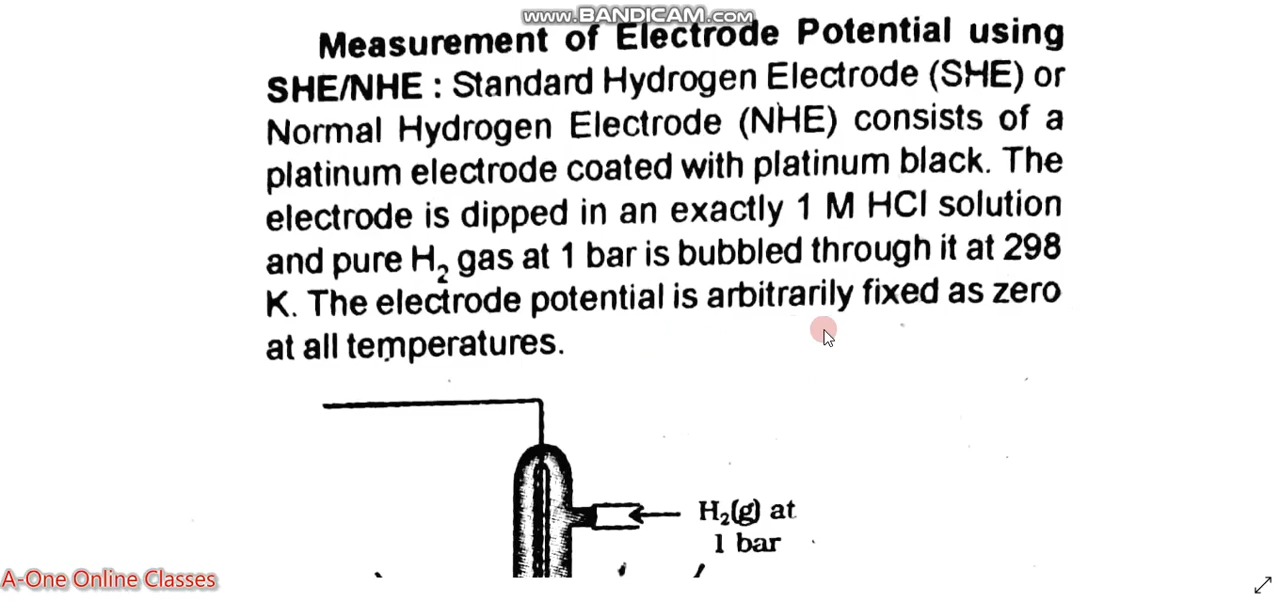 www.BANDICAM.com
Measurement of Electrode Potential using
SHE/NHE : Standard Hydrogen Electrode (SHE) or
Normal Hydrogen Electrode (NHE) consists of a
platinum electrode coated with platinum black. The
electrode is dipped in an exactly 1 M HCl solution
and pure H₂ gas at 1 bar is bubbled through it at 298
K. The electrode potential is arbitrarily fixed as zero
at all temperatures.
H₂(g) at
1 bar
A-One Online Classes